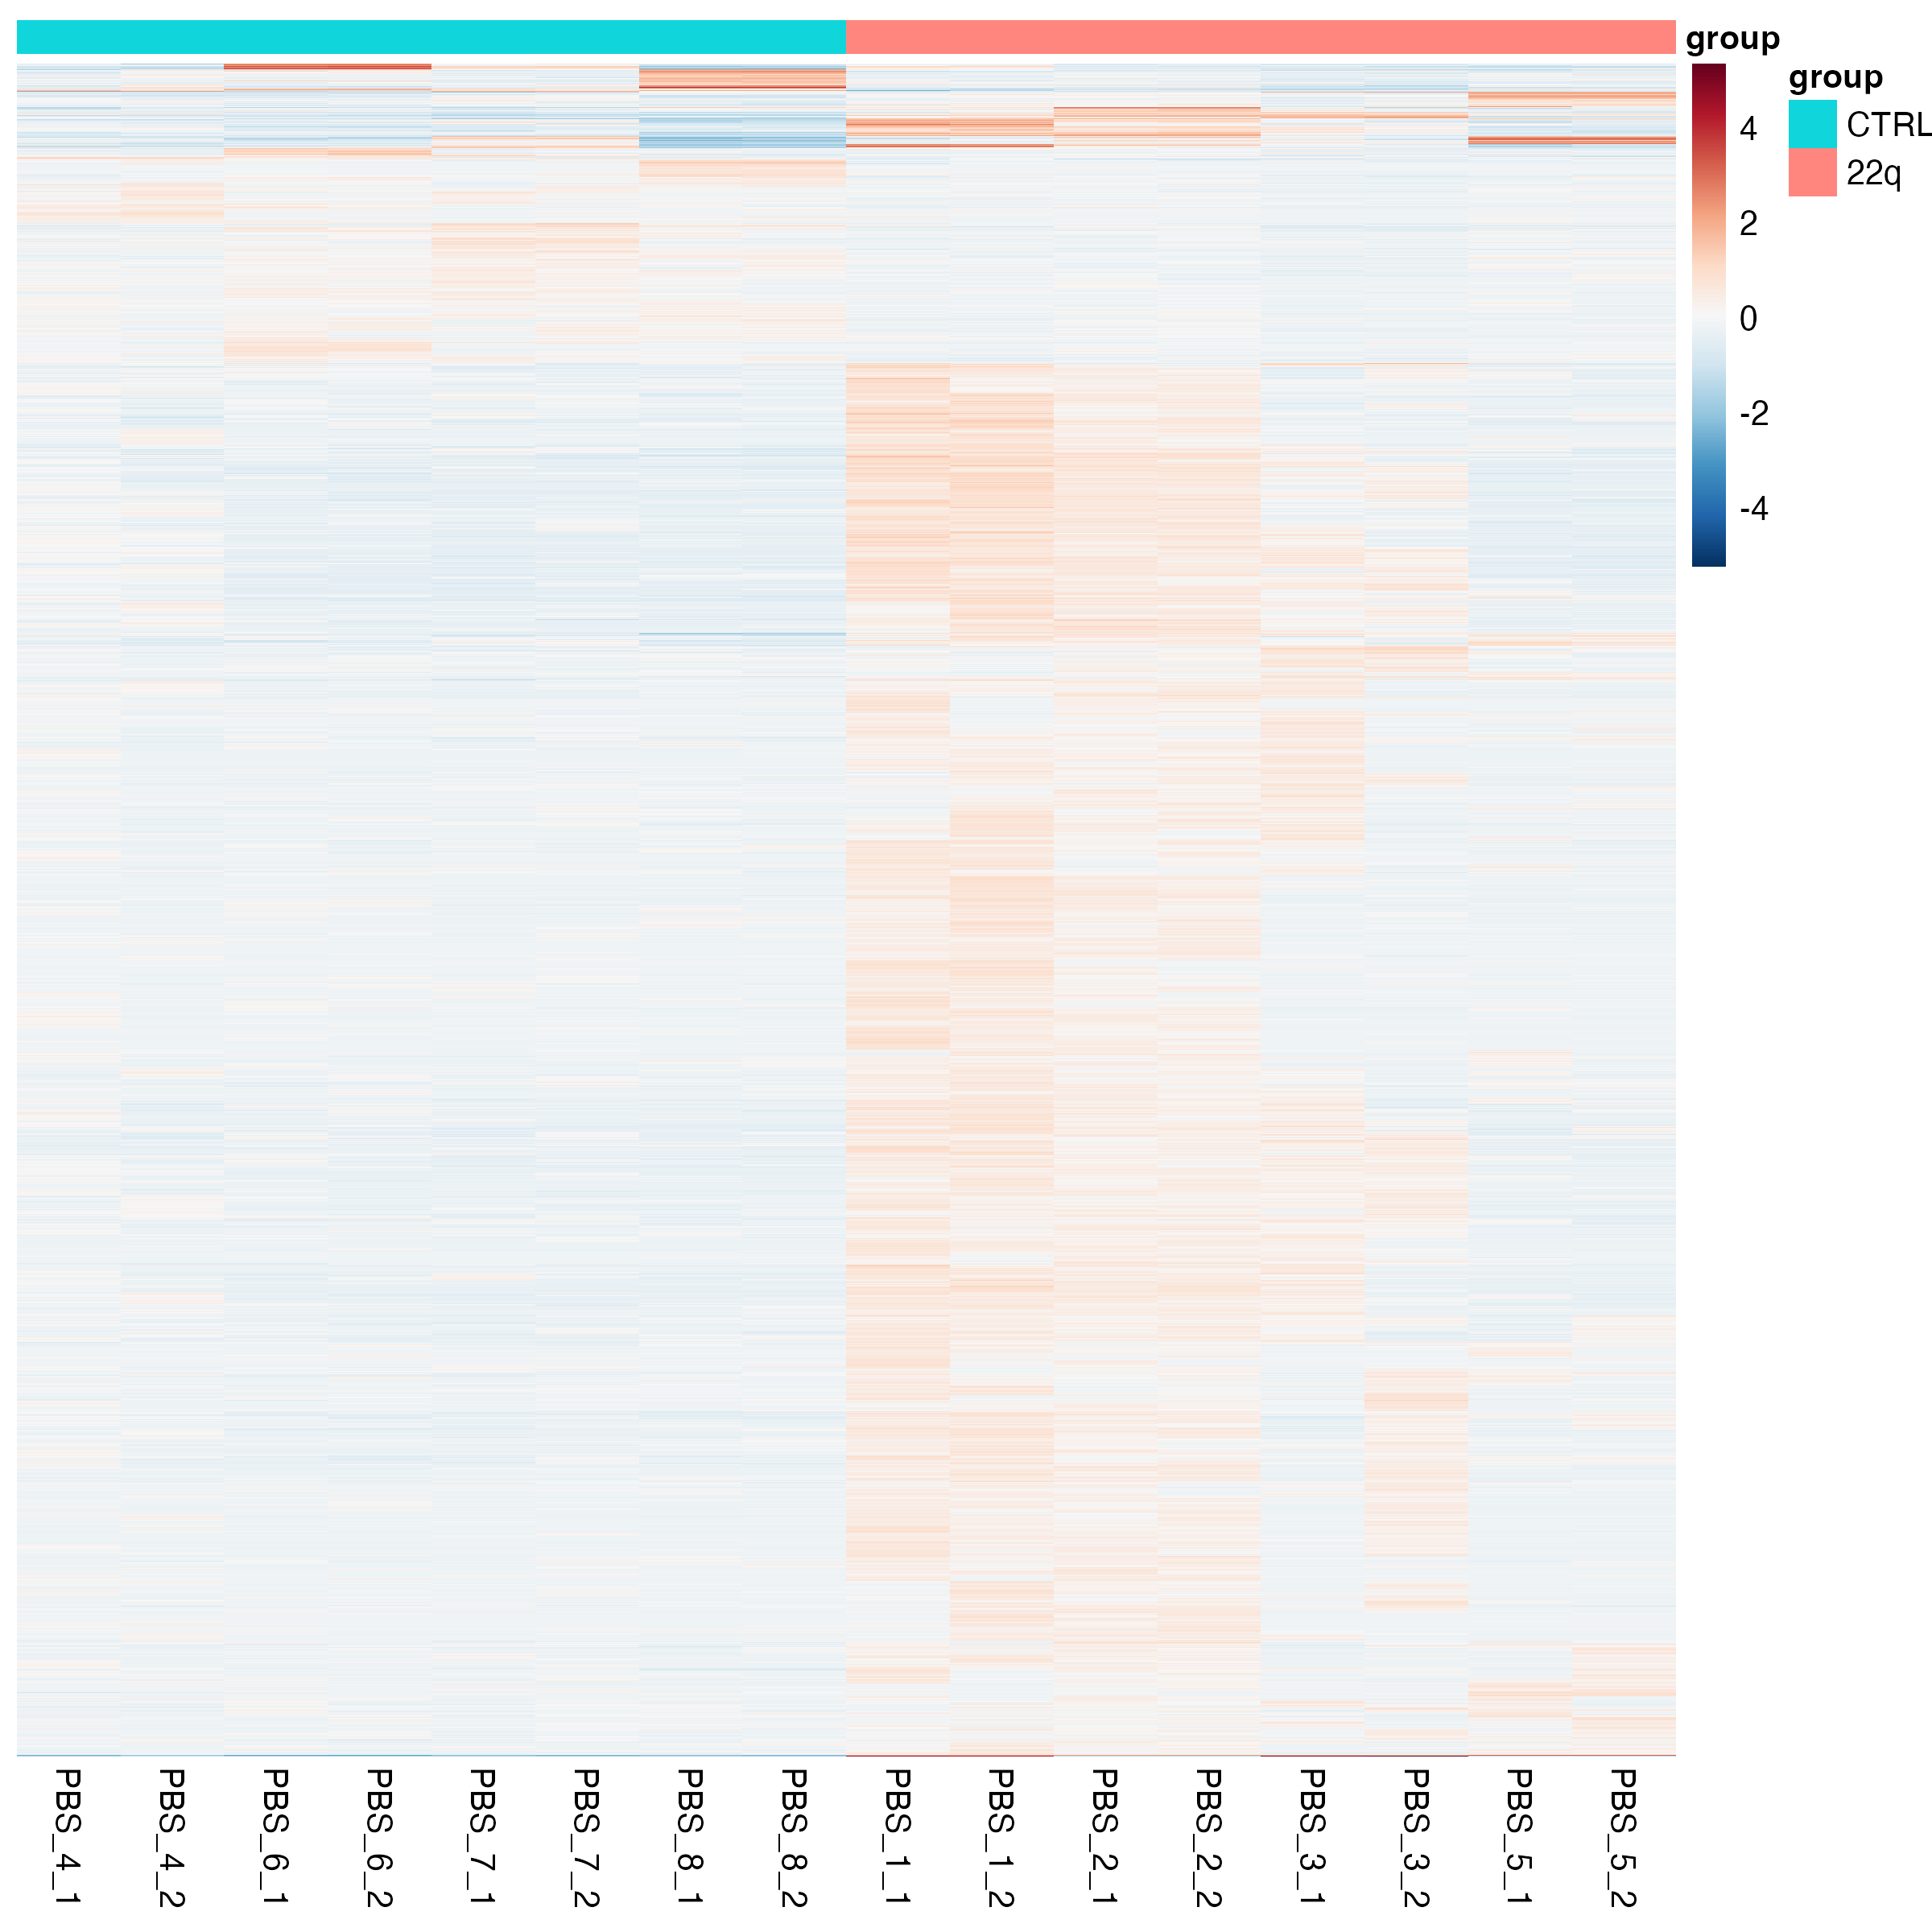 group
group
CTRL
22q
4
2
0
-2
-4
PBS_4_1
PBS_4_2
PBS_6_1
PBS_6_2
PBS_7_1
PBS_7_2
PBS_8_1
PBS_8_2
PBS_1_1
PBS_1_2
PBS_2_1
PBS_2_2
PBS_3_1
PBS_3_2
PBS_5_1
PBS_5_2